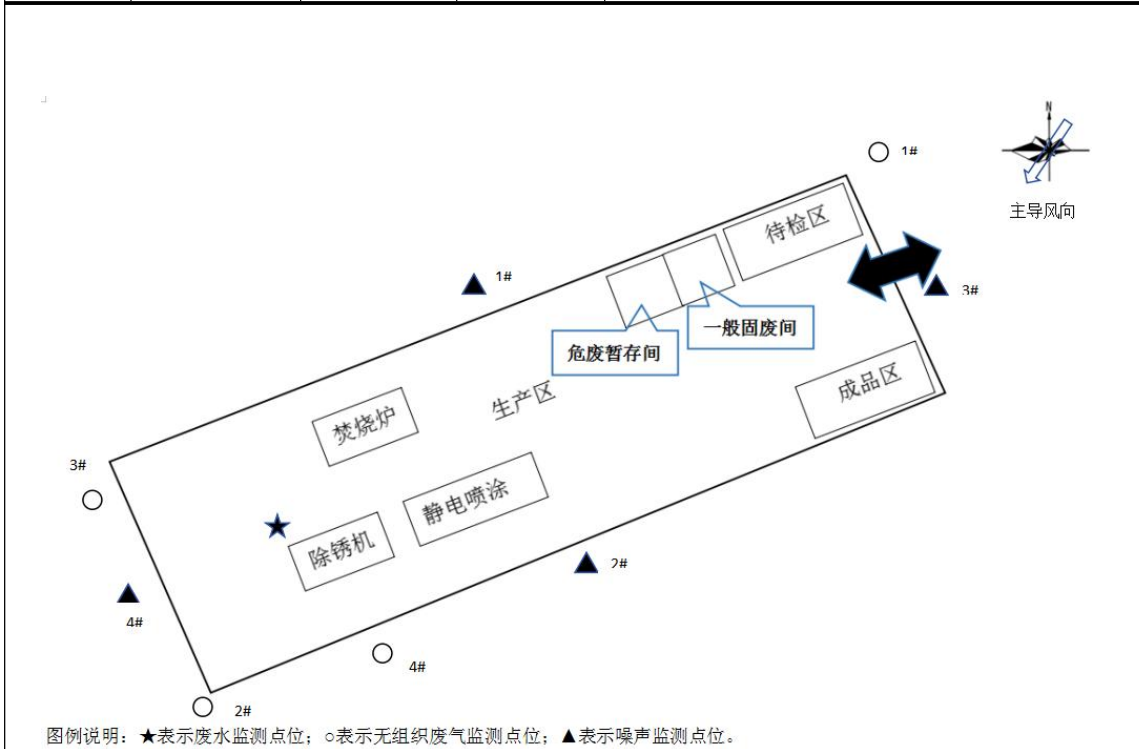 N
1#
主导风向
待检区
1#
3#
一般固废间
危废暂存间
成品区
生产区
焚烧炉
3#
静电喷涂
除锈机
2#
4#
4#
2#
图例说明：★表示废水监测点位；○表示无组织废气监测点位；▲表示噪声监测点位。